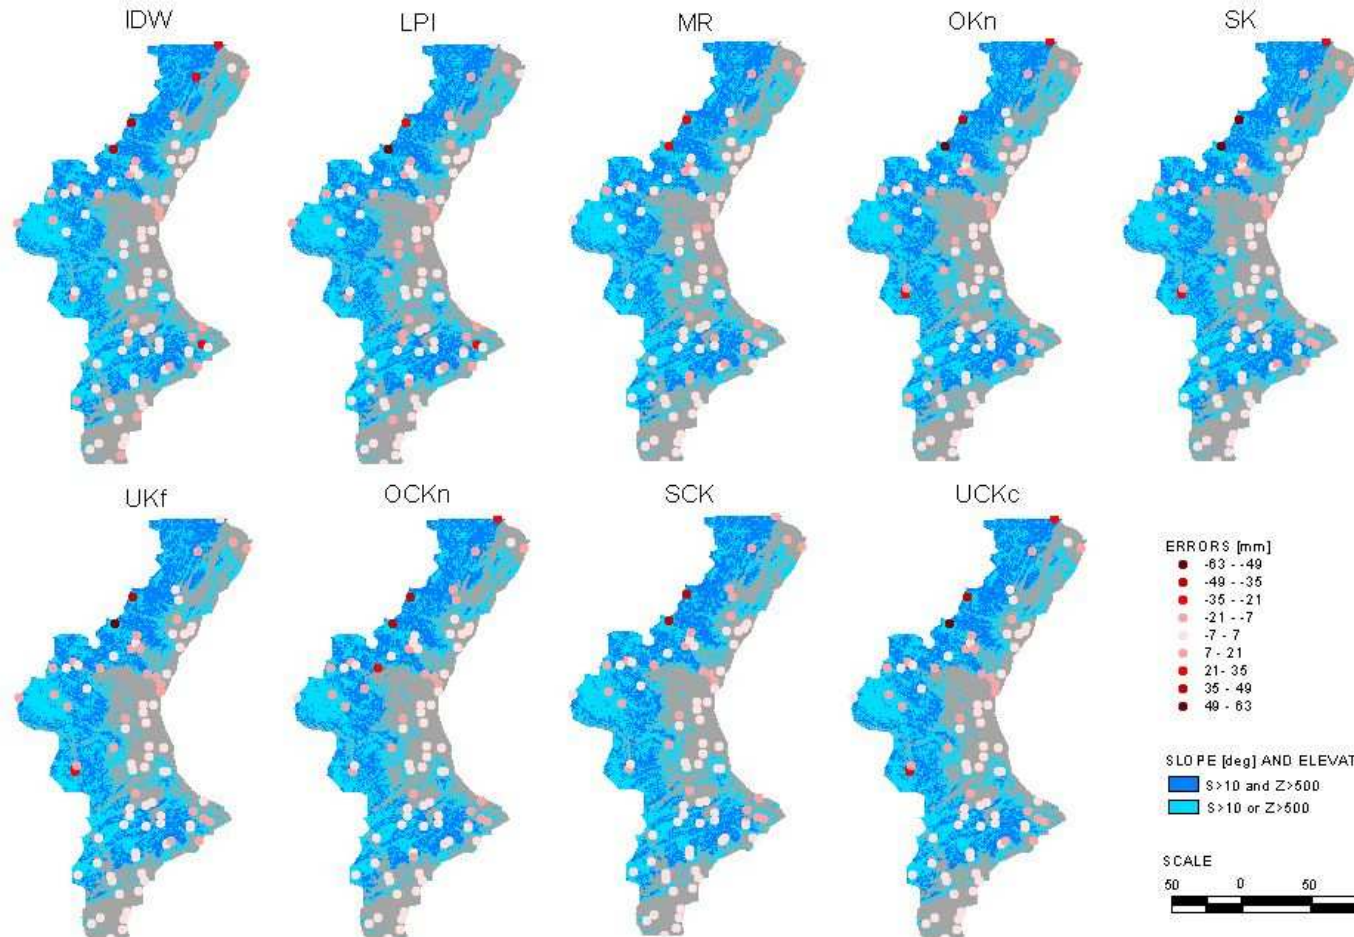 IDW LPI MR OKn SK
UKf OCKn SCK UCKc
ERRORS [mm]
-63 - -49
-49 - -35
-35 - -21
-21 - -7
-7 - 7
7 - 21
21 - 35
35 - 49
49 - 63
SLOPE [deg] AND ELEVAT
S>10 and Z>500
S>10 or Z>500
SCALE
50 0 50